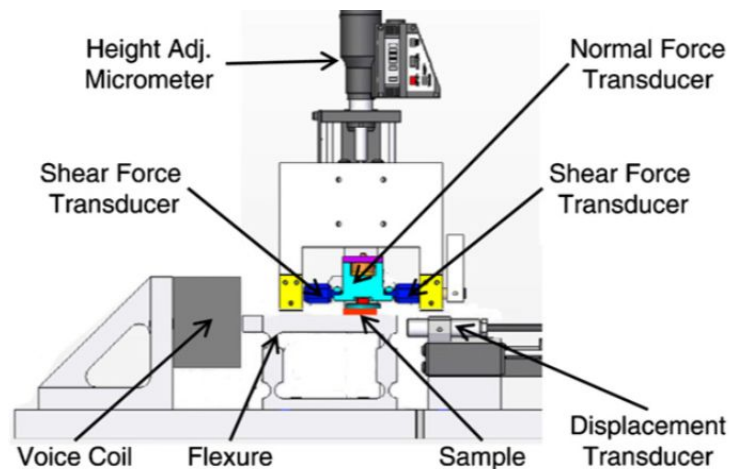 Height Adj.
Micrometer
Normal Force
Transducer
Shear Force
Transducer
Shear Force
Transducer
Voice Coil
Flexure
Sample
Displacement
Transducer